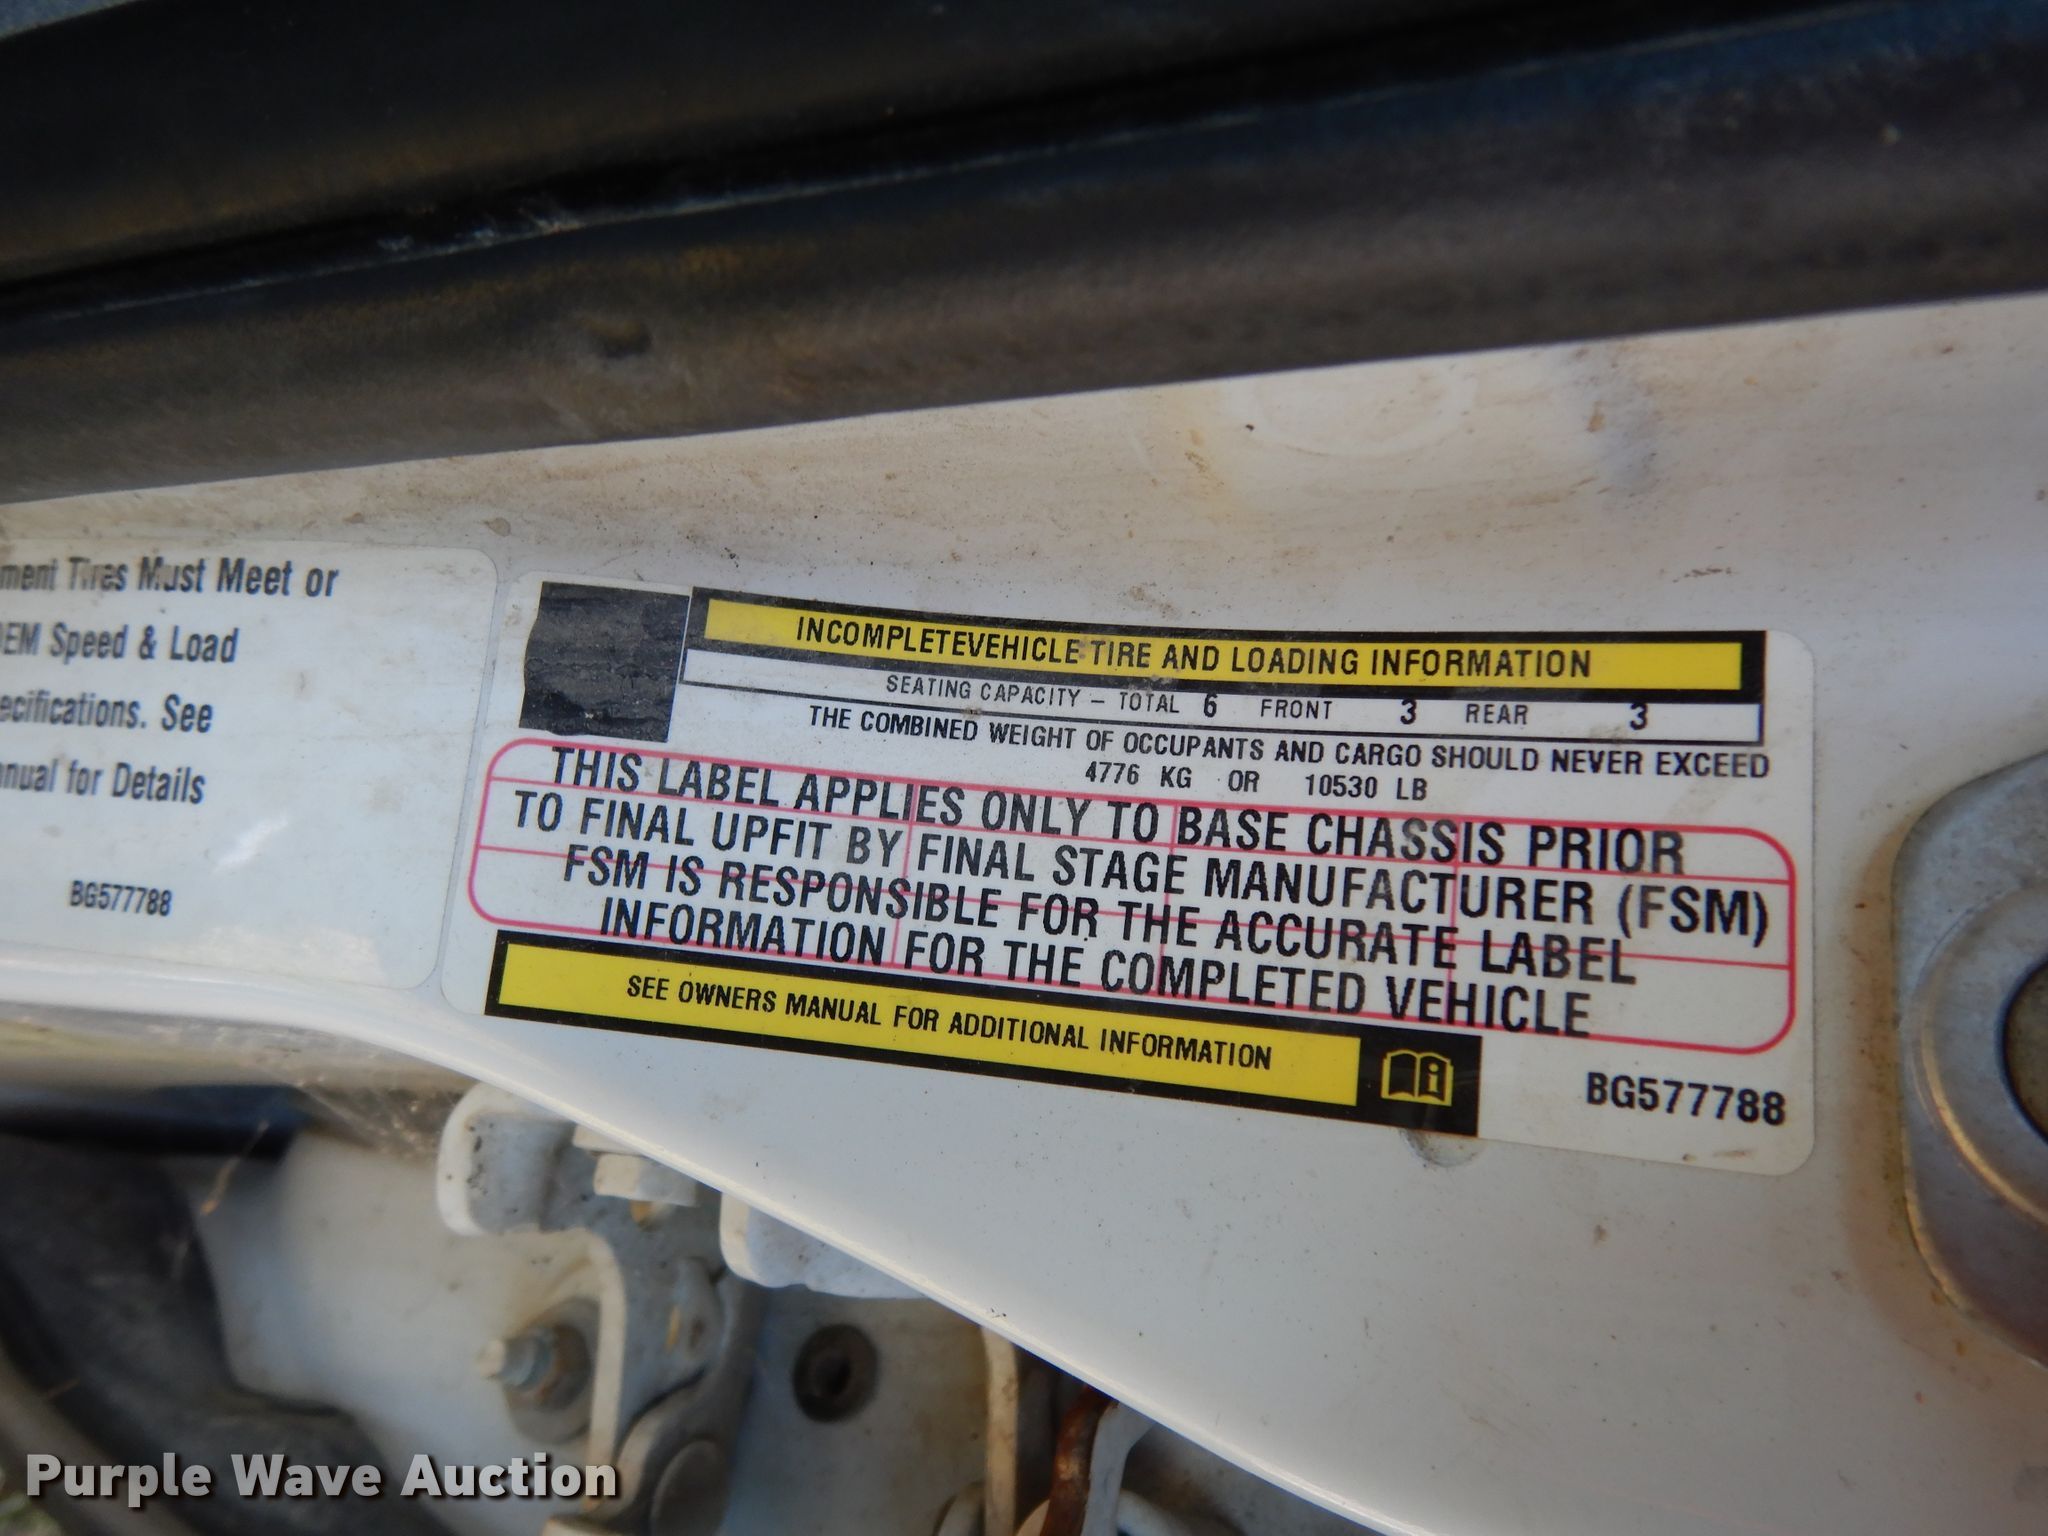 ment Tires Must Meet or
OEM Speed & Load
ecifications. See
anual for Details
BG577788
INCOMPLETEVEHICLE TIRE AND LOADING INFORMATION
SEATING CAPACITY – TOTAL 6 FRONT 3 REAR 3
THE COMBINED WEIGHT OF OCCUPANTS AND CARGO SHOULD NEVER EXCEED
4776 KG OR 10530 LB
THIS LABEL APPLIES ONLY TO BASE CHASSIS PRIOR
TO FINAL UPFIT BY FINAL STAGE MANUFACTURER (FSM)
FSM IS RESPONSIBLE FOR THE ACCURATE LABEL
INFORMATION FOR THE COMPLETED VEHICLE
SEE OWNERS MANUAL FOR ADDITIONAL INFORMATION
BG577788
Purple Wave Auction